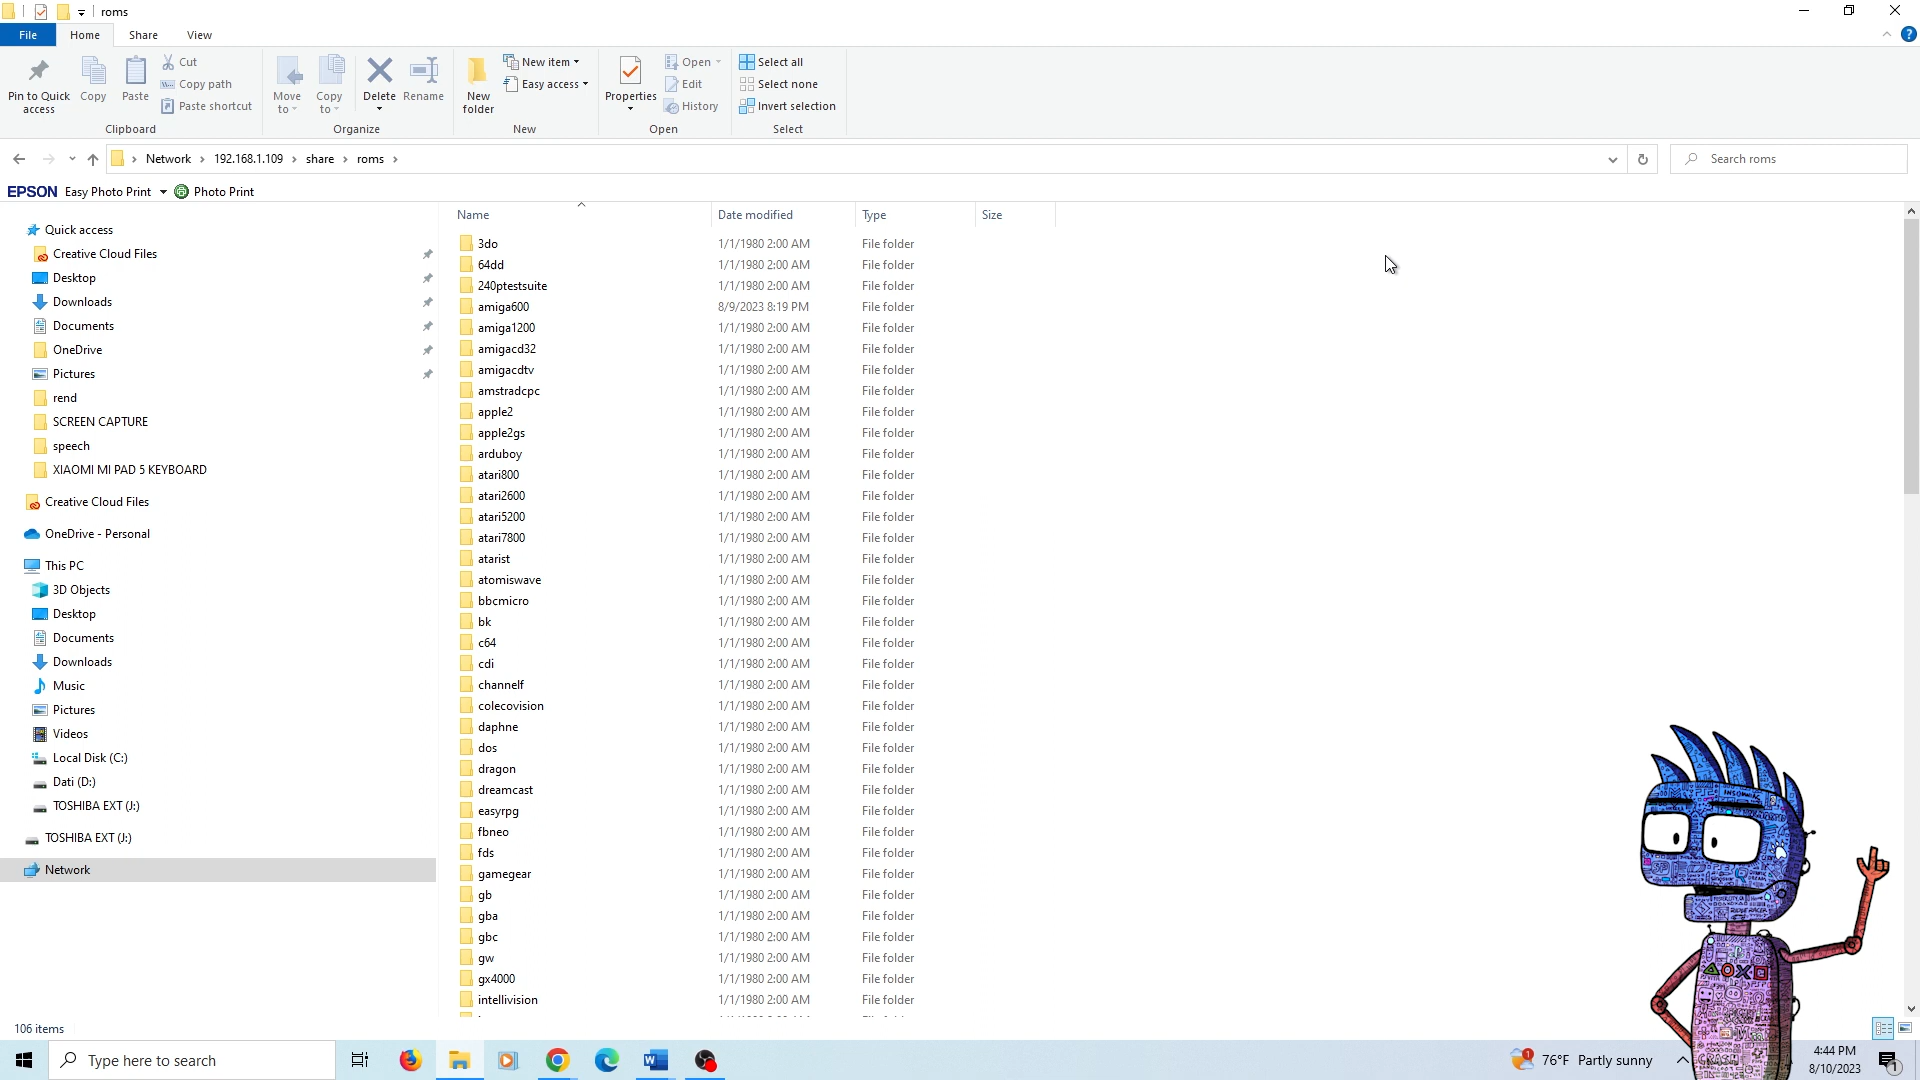 roms
File Home Share View
Pin to Quick access
Copy
Paste
Cut
Copy path
Paste shortcut
Clipboard
Move to
Copy to
Delete
Rename
Organize
New folder
New item
Easy access
New
Properties
Open
Edit
History
Open
Select all
Select none
Invert selection
Select
Network 192.168.1.109 share roms
Search roms
EPSON Easy Photo Print Photo Print
Quick access
Creative Cloud Files
Desktop
Downloads
Documents
OneDrive
Pictures
rend
SCREEN CAPTURE
speech
XIAOMI MI PAD 5 KEYBOARD
Creative Cloud Files
OneDrive - Personal
This PC
3D Objects
Desktop
Documents
Downloads
Music
Pictures
Videos
Local Disk (C:)
Dati (D:)
TOSHIBA EXT (J:)
TOSHIBA EXT (J:)
Network
Name Date modified Type Size
3do 1/1/1980 2:00 AM File folder
64dd 1/1/1980 2:00 AM File folder
240ptestsuite 1/1/1980 2:00 AM File folder
amiga600 8/9/2023 8:19 PM File folder
amiga1200 1/1/1980 2:00 AM File folder
amigacd32 1/1/1980 2:00 AM File folder
amigacdtv 1/1/1980 2:00 AM File folder
amstradcpc 1/1/1980 2:00 AM File folder
apple2 1/1/1980 2:00 AM File folder
apple2gs 1/1/1980 2:00 AM File folder
arduboy 1/1/1980 2:00 AM File folder
atari800 1/1/1980 2:00 AM File folder
atari2600 1/1/1980 2:00 AM File folder
atari5200 1/1/1980 2:00 AM File folder
atari7800 1/1/1980 2:00 AM File folder
atarist 1/1/1980 2:00 AM File folder
atomiswave 1/1/1980 2:00 AM File folder
bbcmicro 1/1/1980 2:00 AM File folder
bk 1/1/1980 2:00 AM File folder
c64 1/1/1980 2:00 AM File folder
cdi 1/1/1980 2:00 AM File folder
channelf 1/1/1980 2:00 AM File folder
colecovision 1/1/1980 2:00 AM File folder
daphne 1/1/1980 2:00 AM File folder
dos 1/1/1980 2:00 AM File folder
dragon 1/1/1980 2:00 AM File folder
dreamcast 1/1/1980 2:00 AM File folder
easyrpg 1/1/1980 2:00 AM File folder
fbneo 1/1/1980 2:00 AM File folder
fds 1/1/1980 2:00 AM File folder
gamegear 1/1/1980 2:00 AM File folder
gb 1/1/1980 2:00 AM File folder
gba 1/1/1980 2:00 AM File folder
gbc 1/1/1980 2:00 AM File folder
gw 1/1/1980 2:00 AM File folder
gx4000 1/1/1980 2:00 AM File folder
intellivision 1/1/1980 2:00 AM File folder
106 items
Type here to search
76°F Partly sunny
4:44 PM
8/10/2023